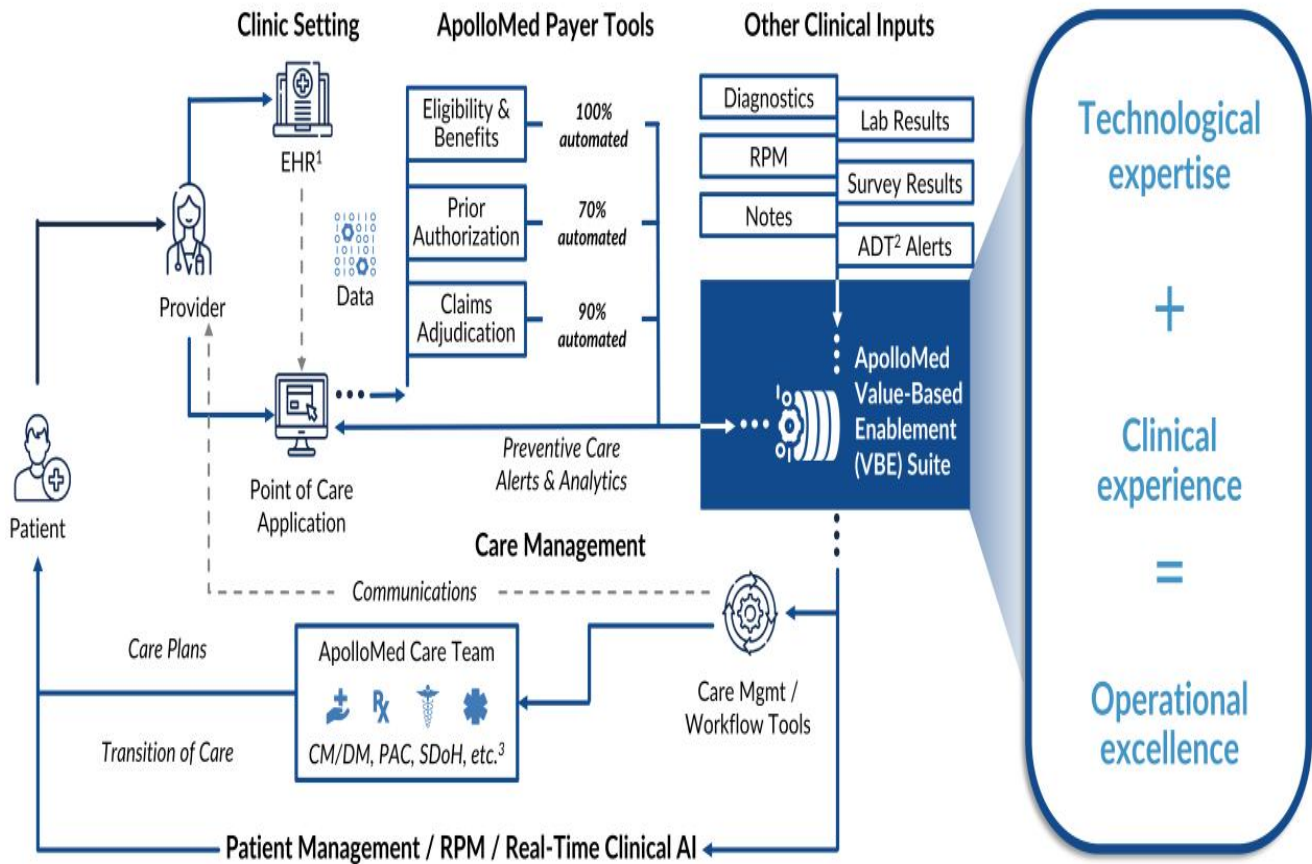 Clinic Setting
ApolloMed Payer Tools
Other Clinical Inputs
EHR¹
Provider
Data
Point of Care
Application
Patient
Eligibility &
Benefits
100%
automated
Prior
Authorization
70%
automated
Claims
Adjudication
90%
automated
Diagnostics
Lab Results
RPM
Survey Results
Notes
ADT² Alerts
ApolloMed
Value-Based
Enablement
(VBE) Suite
Preventive Care
Alerts & Analytics
Care Management
Communications
Care Plans
Transition of Care
ApolloMed Care Team
Rx
CM/DM, PAC, SDoH, etc.³
Care Mgmt /
Workflow Tools
Patient Management / RPM / Real-Time Clinical AI
Technological
expertise
+
Clinical
experience
=
Operational
excellence